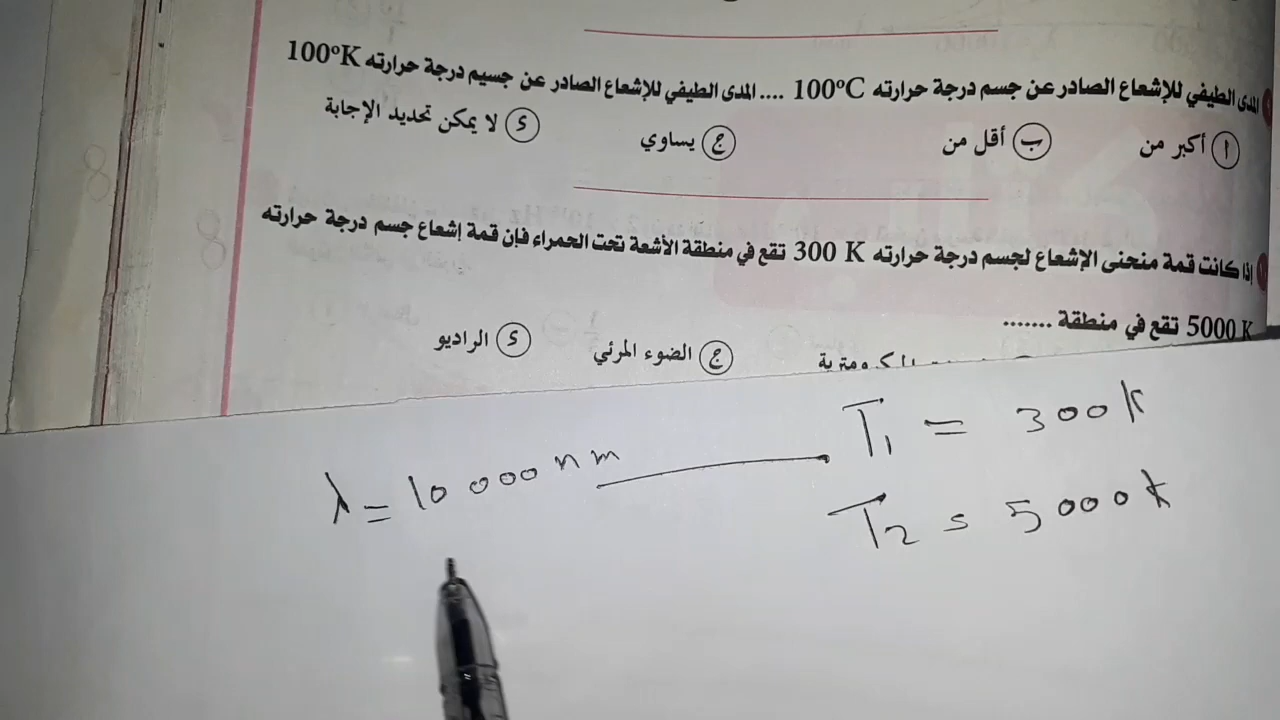 المدى الطيفي للإشعاع الصادر عن جسم درجة حرارته 100°C .... المدى الطيفي للإشعاع الصادر عن جسيم درجة حرارته 100°K
ا أكبر من ب أقل من ج يساوي ء لا يمكن تحديد الإجابة
إذا كانت قمة منحنى الإشعاع لجسم درجة حرارته 300 K تقع في منطقة الأشعة تحت الحمراء فإن قمة إشعاع جسم درجة حرارته
5000 K تقع في منطقة .......
ج الضوء المرئي ء الراديو
T₁ = 300 K
λ = 10 000 nm
T₂ = 5000 K